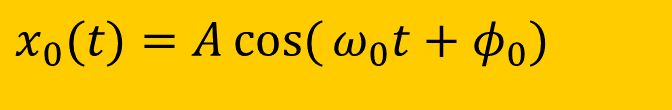 x₀(t) = A cos( ω₀t + ϕ₀)